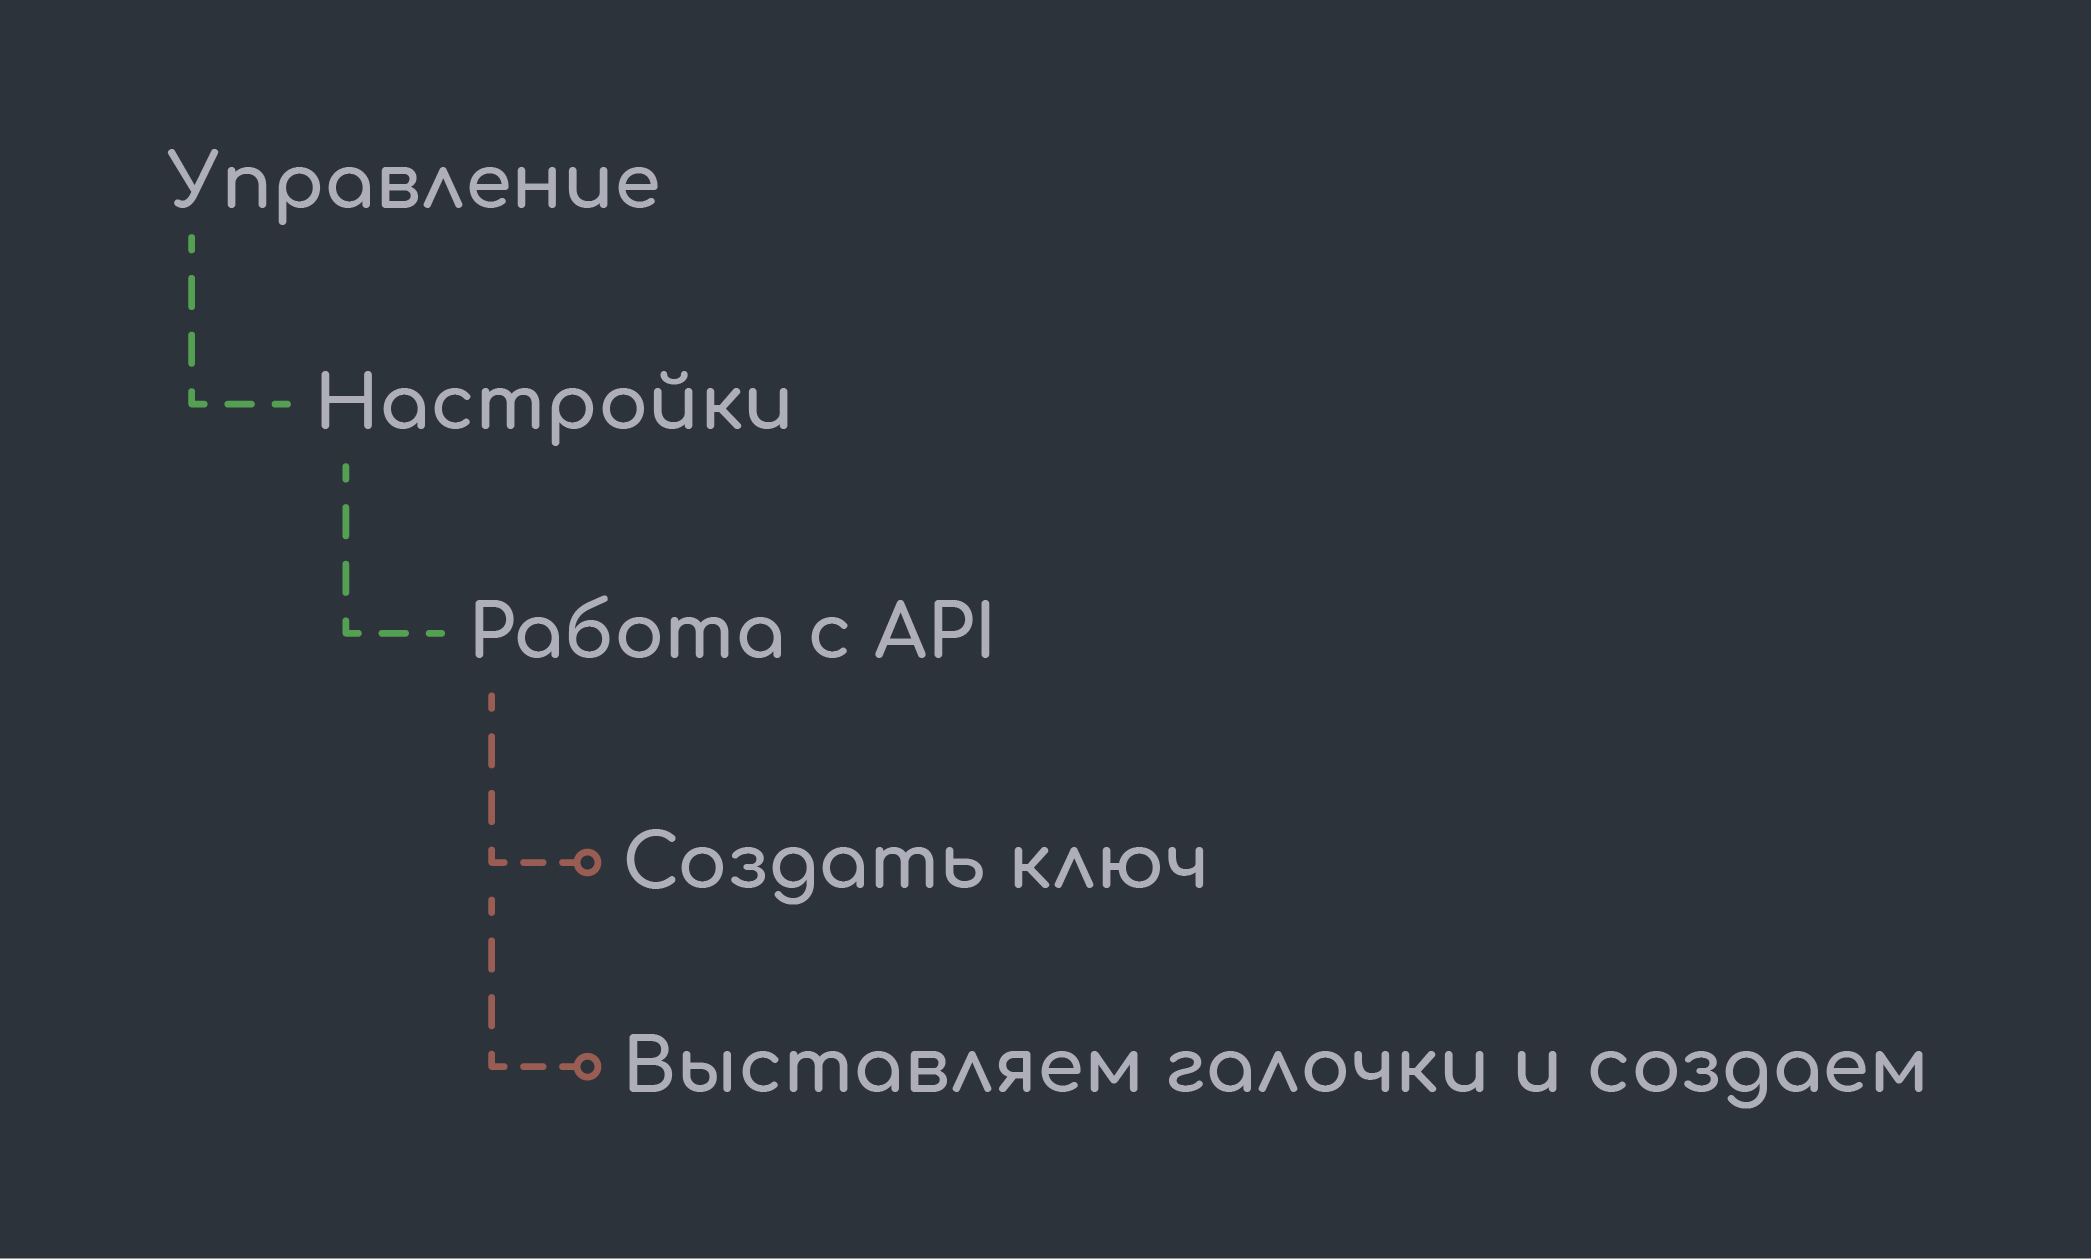 Управление
Настройки
Работа с API
Создать ключ
Выставляем галочки и создаем